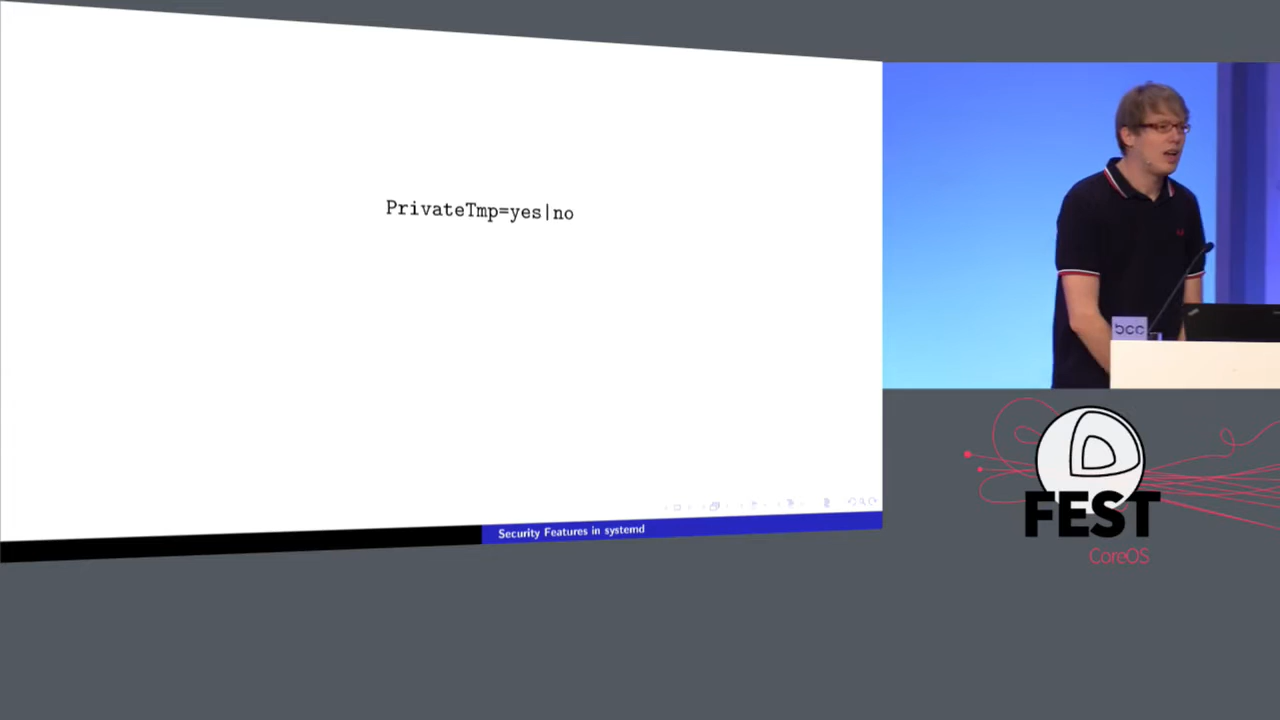 PrivateTmp=yes|no
Security Features in systemd
bcc
FEST
CoreOS